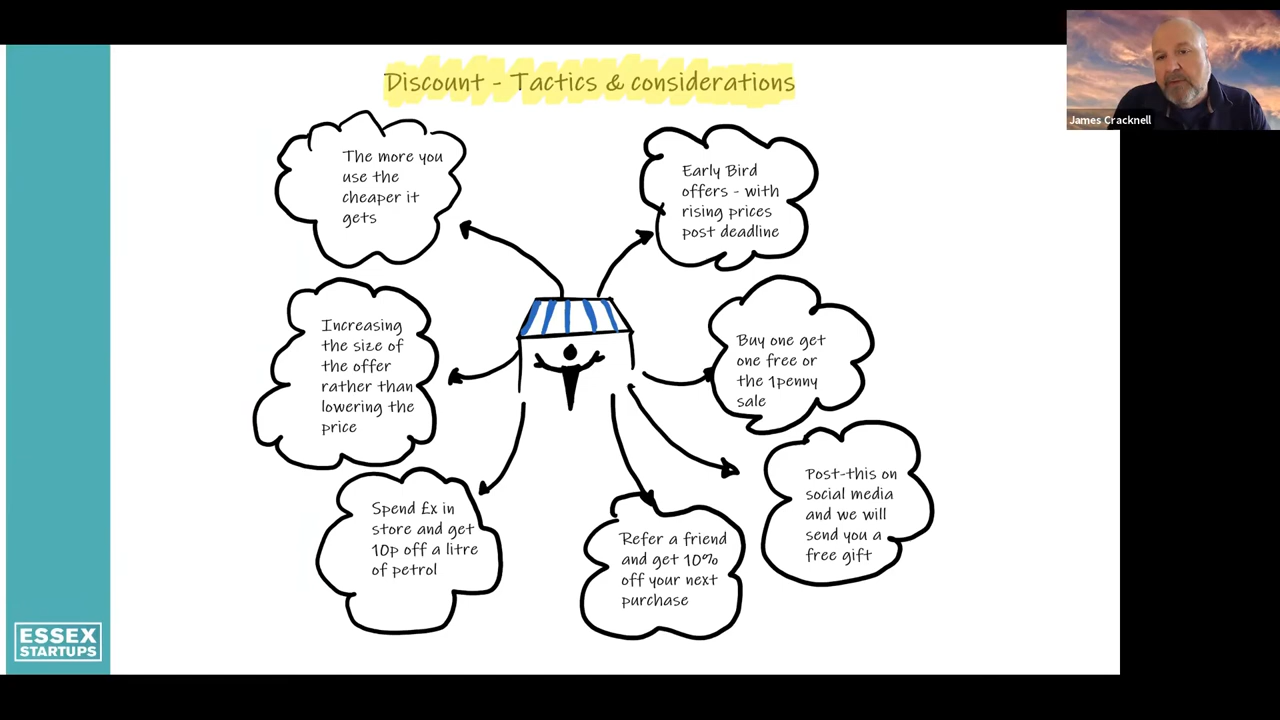 Discount - Tactics & considerations
James Cracknell
The more you
use the
cheaper it
gets
Early Bird
offers - with
rising prices
post deadline
Increasing
the size of
the offer
rather than
lowering the
price
Buy one get
one free or
the 1penny
sale
Spend £x in
store and get
10p off a litre
of petrol
Refer a friend
and get 10%
off your next
purchase
Post-this on
social media
and we will
send you a
free gift
ESSEX
STARTUPS